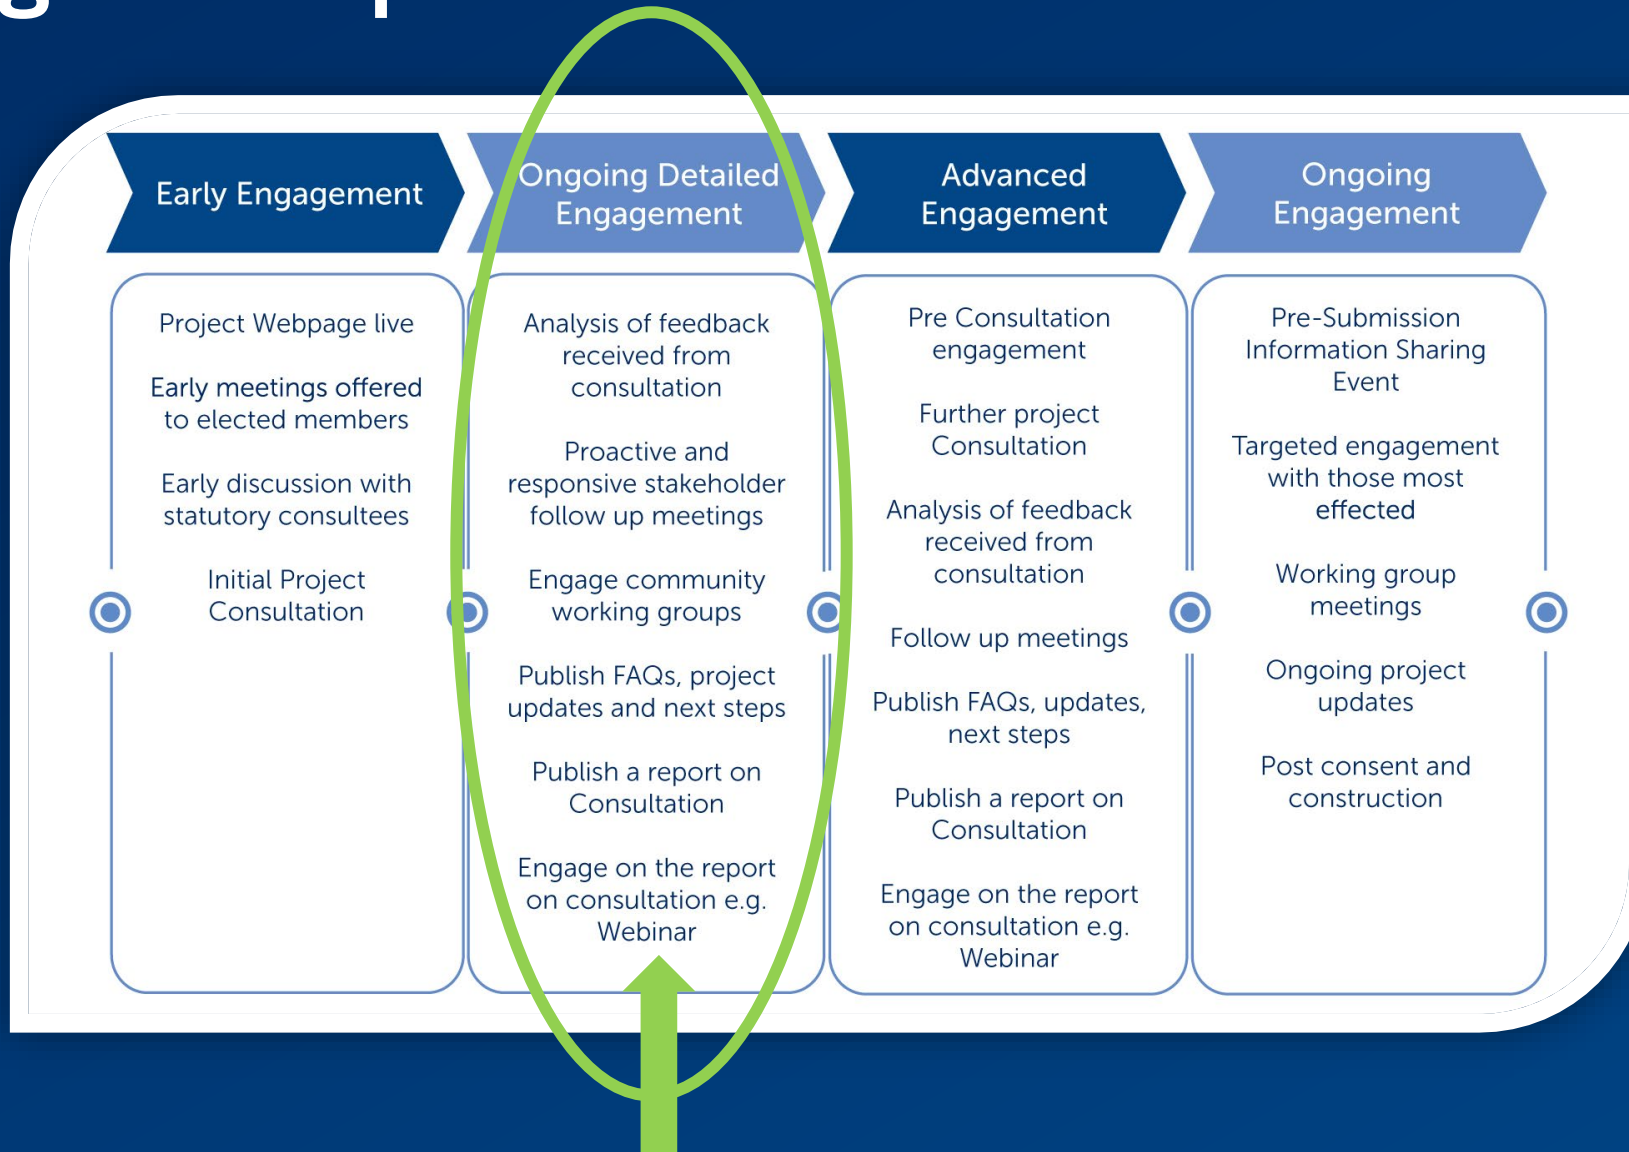 Early Engagement
Project Webpage live
Early meetings offered
to elected members
Early discussion with
statutory consultees
Initial Project
Consultation
Ongoing Detailed
Engagement
Analysis of feedback
received from
consultation
Proactive and
responsive stakeholder
follow up meetings
Engage community
working groups
Publish FAQs, project
updates and next steps
Publish a report on
Consultation
Engage on the report
on consultation e.g.
Webinar
Advanced
Engagement
Pre Consultation
engagement
Further project
Consultation
Analysis of feedback
received from
consultation
Follow up meetings
Publish FAQs, updates,
next steps
Publish a report on
Consultation
Engage on the report
on consultation e.g.
Webinar
Ongoing
Engagement
Pre-Submission
Information Sharing
Event
Targeted engagement
with those most
effected
Working group
meetings
Ongoing project
updates
Post consent and
construction